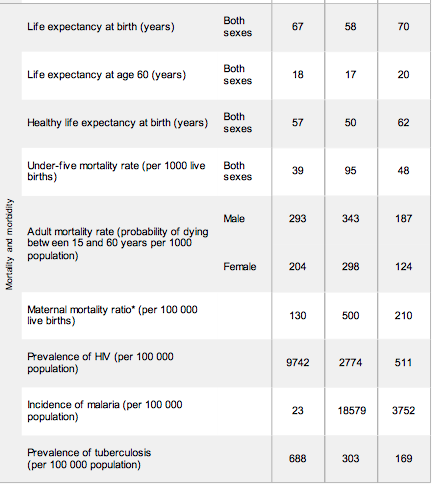 Life expectancy at birth (years) Both sexes 67 58 70
Life expectancy at age 60 (years) Both sexes 18 17 20
Healthy life expectancy at birth (years) Both sexes 57 50 62
Under-five mortality rate (per 1000 live
births) Both sexes 39 95 48
Mortality and morbidity
Adult mortality rate (probability of dying
between 15 and 60 years per 1000
population)
Male 293 343 187
Female 204 298 124
Maternal mortality ratio* (per 100 000
live births) 130 500 210
Prevalence of HIV (per 100 000
population) 9742 2774 511
Incidence of malaria (per 100 000
population) 23 18579 3752
Prevalence of tuberculosis
(per 100 000 population) 688 303 169